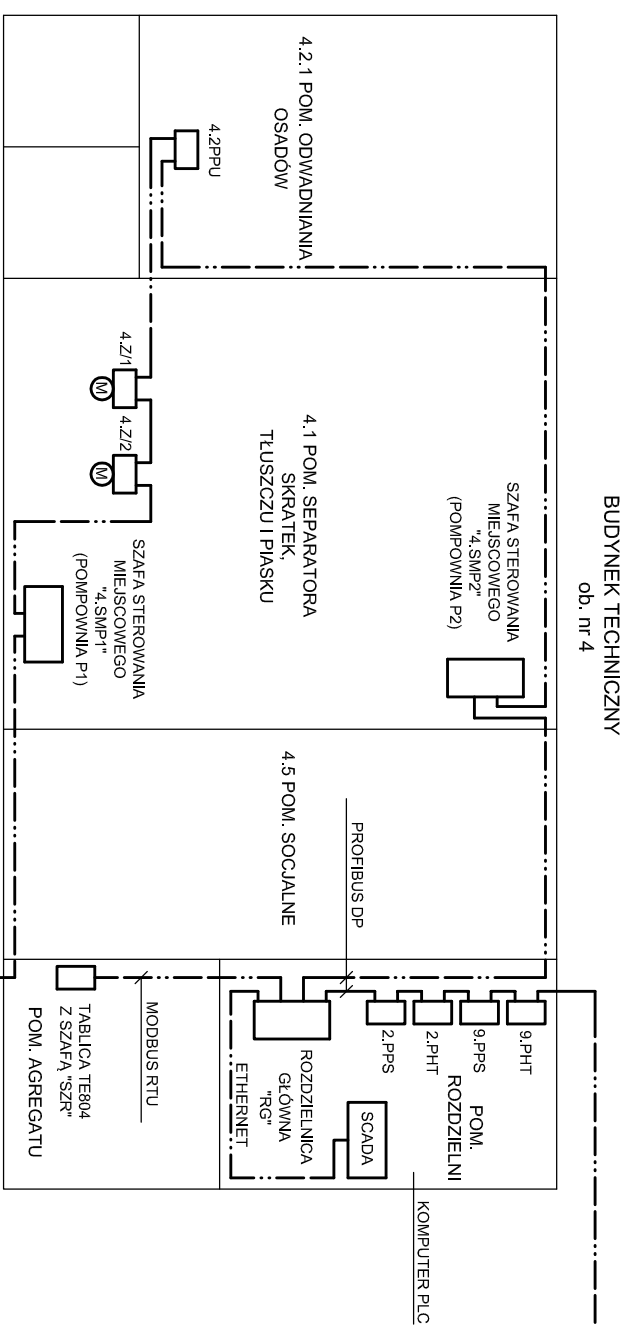 BUDYNEK TECHNICZNY
ob. nr 4
4.2.1 POM. ODWADNIANIA
OSADÓW
4.2PPU
4.1 POM. SEPARATORA
SKRATEK,
TŁUSZCZU I PIASKU
SZAFA STEROWANIA
MIEJSCOWEGO
"4.SMP2"
(POMPOWNIA P2)
4.Z/1
M
4.Z/2
M
SZAFA STEROWANIA
MIEJSCOWEGO
"4.SMP1"
(POMPOWNIA P1)
4.5 POM. SOCJALNE
PROFIBUS DP
9.PHT
9.PPS
2.PHT
2.PPS
POM.
ROZDZIELNI
ROZDZIELNICA
GŁÓWNA
"RG"
ETHERNET
SCADA
KOMPUTER PLC
MODBUS RTU
TABLICA TE804
Z SZAFĄ "SZR"
POM. AGREGATU